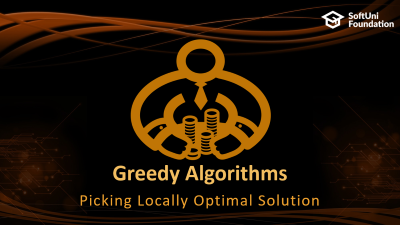 SoftUni
Foundation
Greedy Algorithms
Picking Locally Optimal Solution